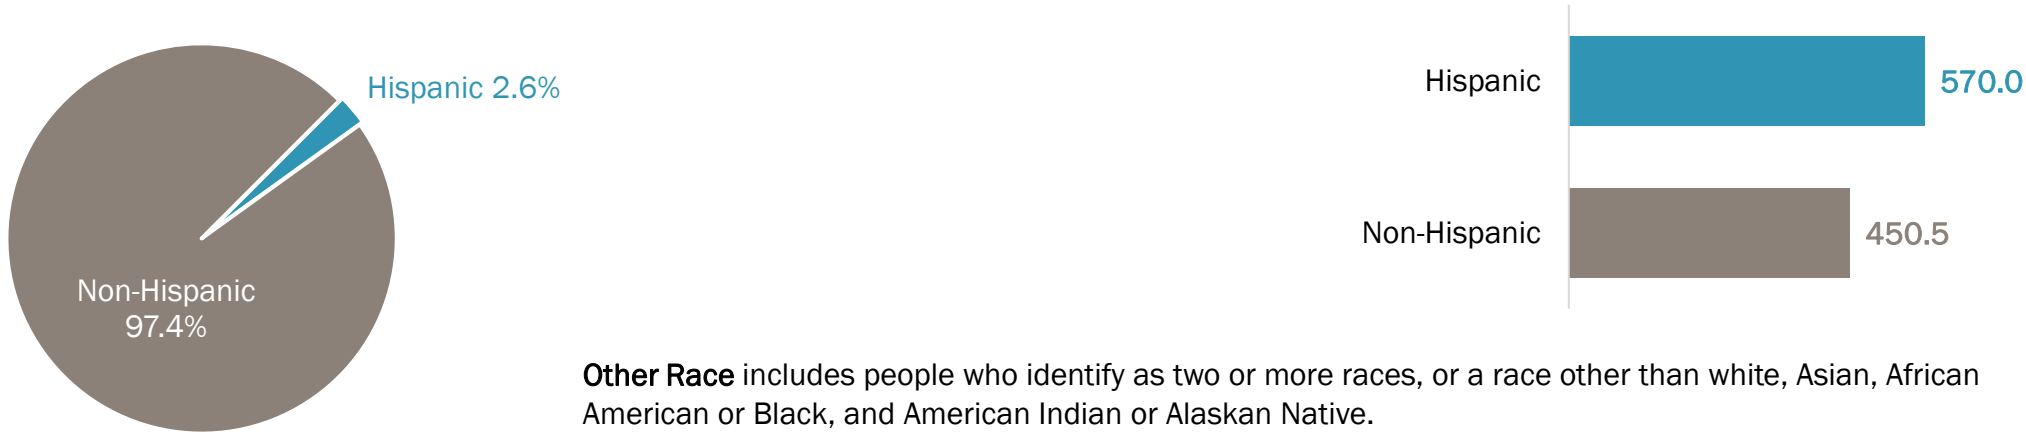 Hispanic 2.6%
Non-Hispanic
97.4%
Hispanic
570.0
Non-Hispanic
450.5
Other Race includes people who identify as two or more races, or a race other than white, Asian, African
American or Black, and American Indian or Alaskan Native.